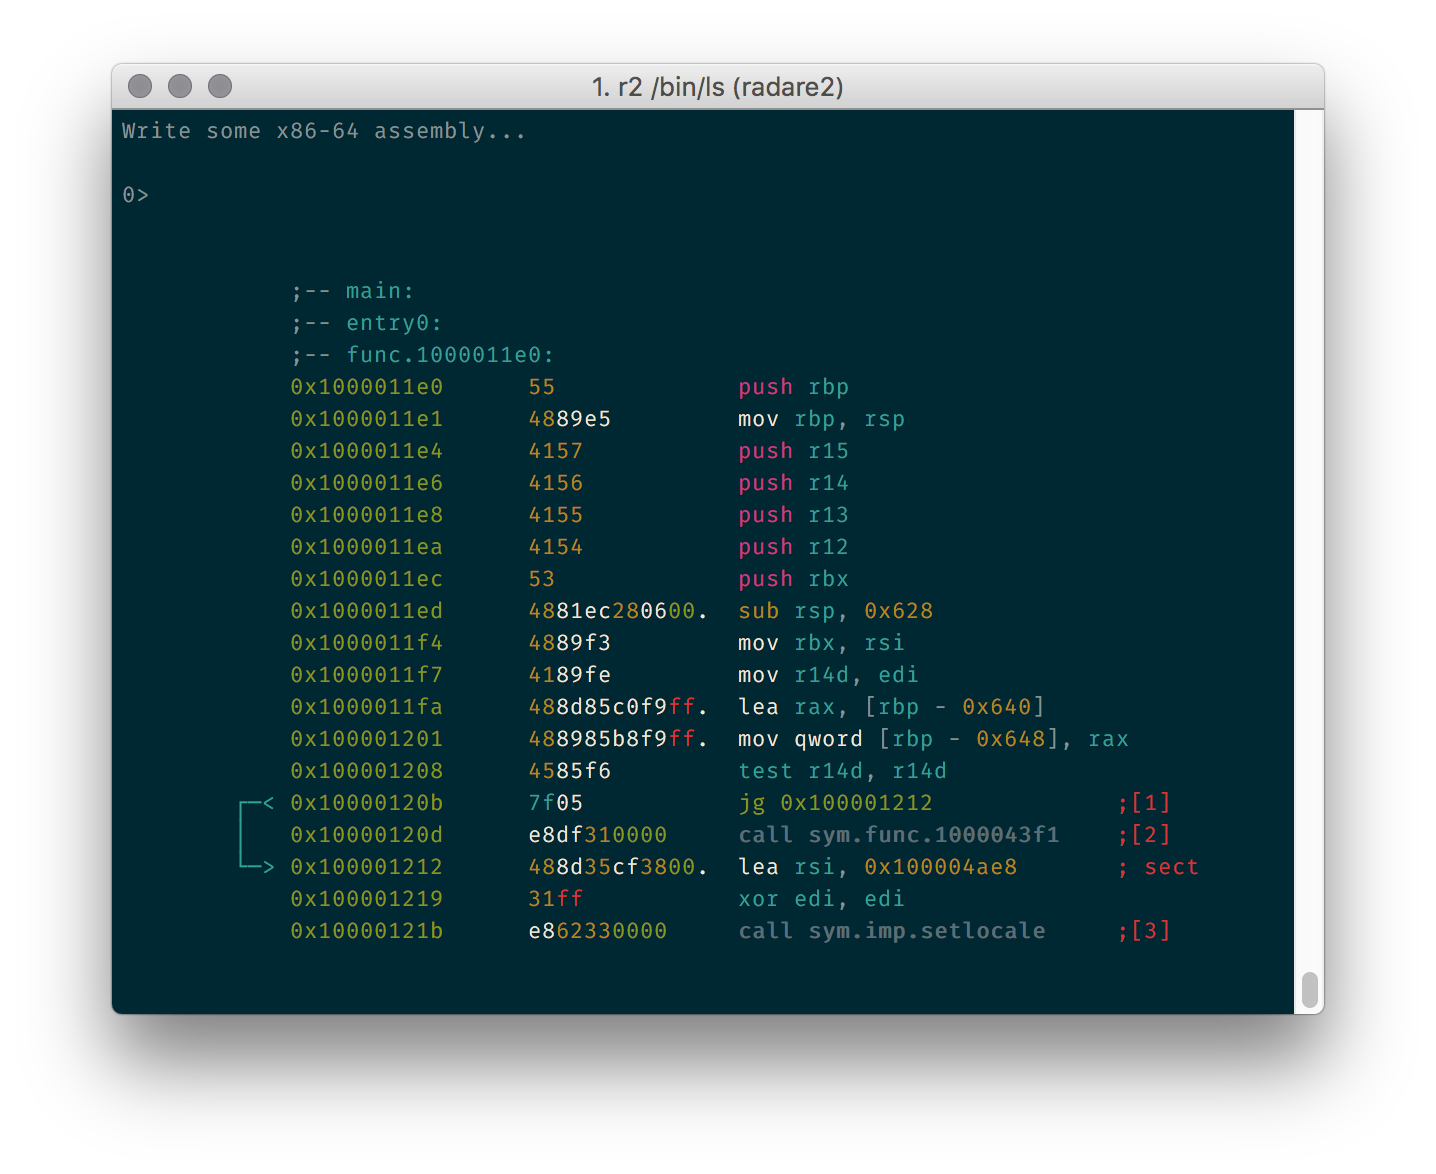 1. r2 /bin/ls (radare2)
Write some x86-64 assembly...
0>
;-- main:
;-- entry0:
;-- func.1000011e0:
0x1000011e0 55 push rbp
0x1000011e1 4889e5 mov rbp, rsp
0x1000011e4 4157 push r15
0x1000011e6 4156 push r14
0x1000011e8 4155 push r13
0x1000011ea 4154 push r12
0x1000011ec 53 push rbx
0x1000011ed 4881ec280600. sub rsp, 0x628
0x1000011f4 4889f3 mov rbx, rsi
0x1000011f7 4189fe mov r14d, edi
0x1000011fa 488d85c0f9ff. lea rax, [rbp - 0x640]
0x100001201 488985b8f9ff. mov qword [rbp - 0x648], rax
0x100001208 4585f6 test r14d, r14d
0x10000120b 7f05 jg 0x100001212 ;[1]
0x10000120d e8df310000 call sym.func.1000043f1 ;[2]
0x100001212 488d35cf3800. lea rsi, 0x100004ae8 ; sect
0x100001219 31ff xor edi, edi
0x10000121b e862330000 call sym.imp.setlocale ;[3]